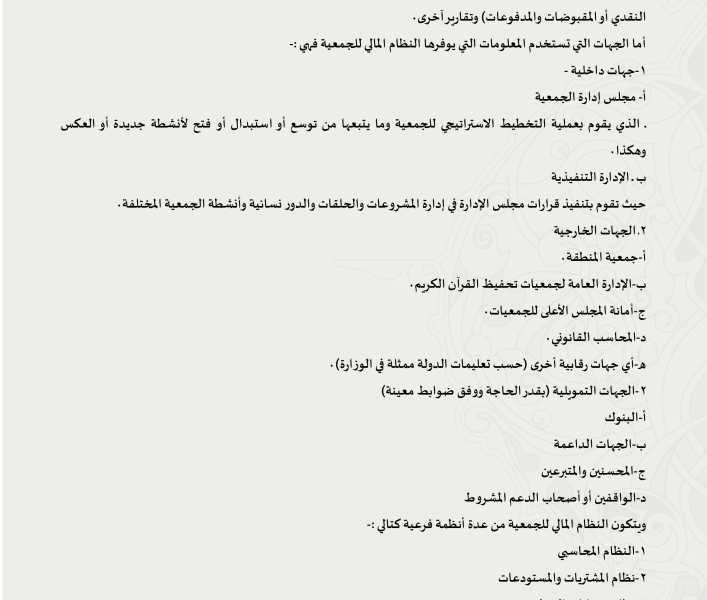 النقدي أو المقبوضات والمدفوعات) وتقارير أخرى.
أما الجهات التي تستخدم المعلومات التي يوفرها النظام المالي للجمعية فهي :-
١-جهات داخلية -
أ- مجلس إدارة الجمعية
. الذي يقوم بعملية التخطيط الاستراتيجي للجمعية وما يتبعها من توسع أو استبدال أو فتح لأنشطة جديدة أو العكس
وهكذا.
ب . الإدارة التنفيذية
حيث تقوم بتنفيذ قرارات مجلس الإدارة في إدارة المشروعات والحلقات والدور نسائية وأنشطة الجمعية المختلفة.
٢. الجهات الخارجية
أ-جمعية المنطقة.
ب-الإدارة العامة لجمعيات تحفيظ القرآن الكريم.
ج-أمانة المجلس الأعلى للجمعيات.
د-المحاسب القانوني.
هـ-أي جهات رقابية أخرى (حسب تعليمات الدولة ممثلة في الوزارة).
٢-الجهات التمويلية (بقدر الحاجة ووفق ضوابط معينة)
أ-البنوك
ب-الجهات الداعمة
ج-المحسنين والمتبرعين
د-الواقفين أو أصحاب الدعم المشروط
ويتكون النظام المالي للجمعية من عدة أنظمة فرعية كتالي :-
١-النظام المحاسبي
٢-نظام المشتريات والمستودعات